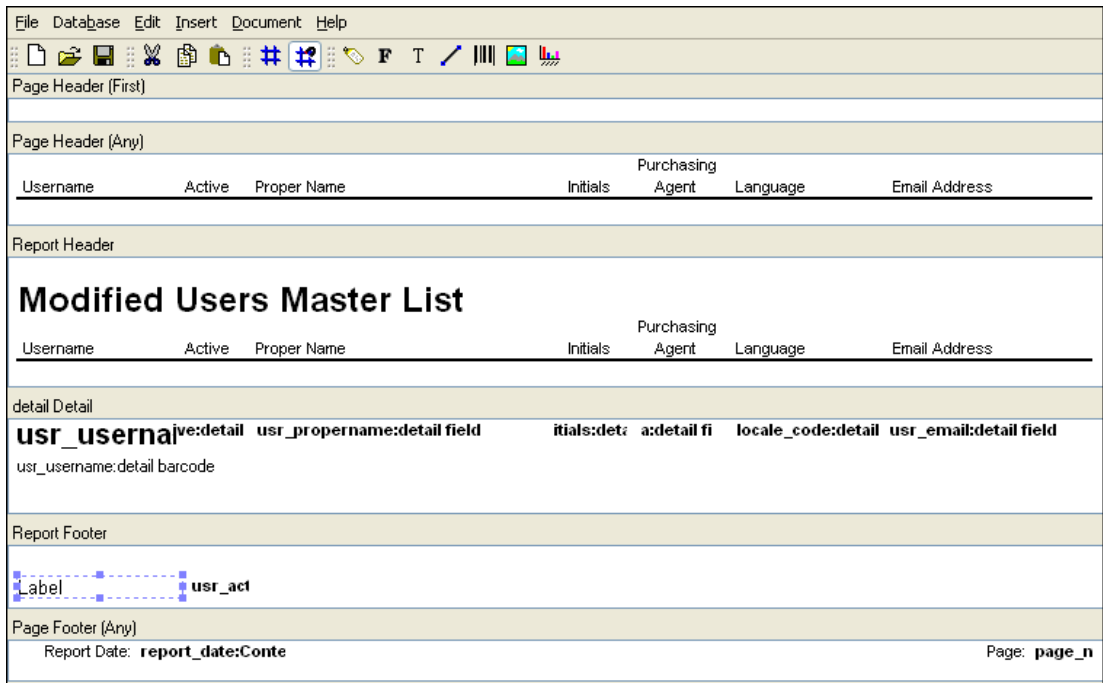 File Database Edit Insert Document Help
F T
Page Header (First)
Page Header (Any)
Purchasing
Username Active Proper Name Initials Agent Language Email Address
Report Header
Modified Users Master List
Purchasing
Username Active Proper Name Initials Agent Language Email Address
detail Detail
usr_userna ive:detail usr_propername:detail field itials:deta a:detail fi locale_code:detail usr_email:detail field
usr_username:detail barcode
Report Footer
Label usr_act
Page Footer (Any)
Report Date: report_date:Conte Page: page_n